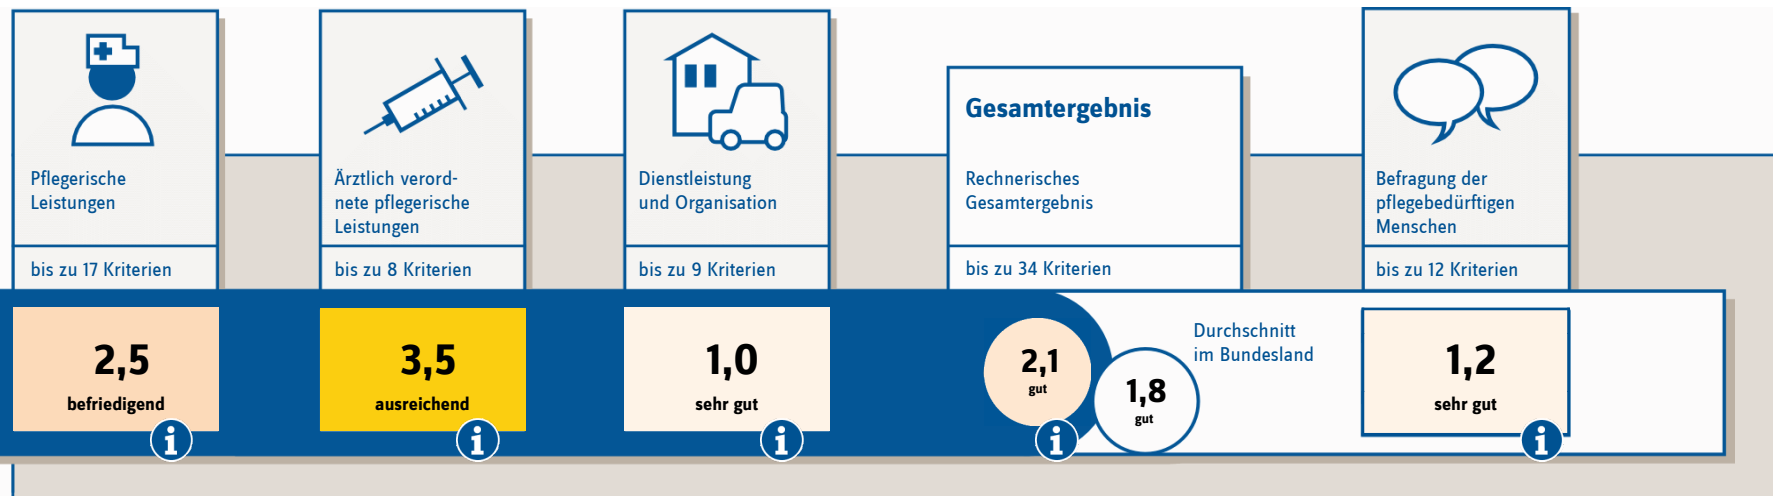 Pflegerische
Leistungen
bis zu 17 Kriterien
2,5
befriedigend
i
Ärztlich verord-
nete pflegerische
Leistungen
bis zu 8 Kriterien
3,5
ausreichend
i
Dienstleistung
und Organisation
bis zu 9 Kriterien
1,0
sehr gut
i
Gesamtergebnis
Rechnerisches
Gesamtergebnis
bis zu 34 Kriterien
2,1
gut
i
1,8
gut
Durchschnitt
im Bundesland
Befragung der
pflegebedürftigen
Menschen
bis zu 12 Kriterien
1,2
sehr gut
i